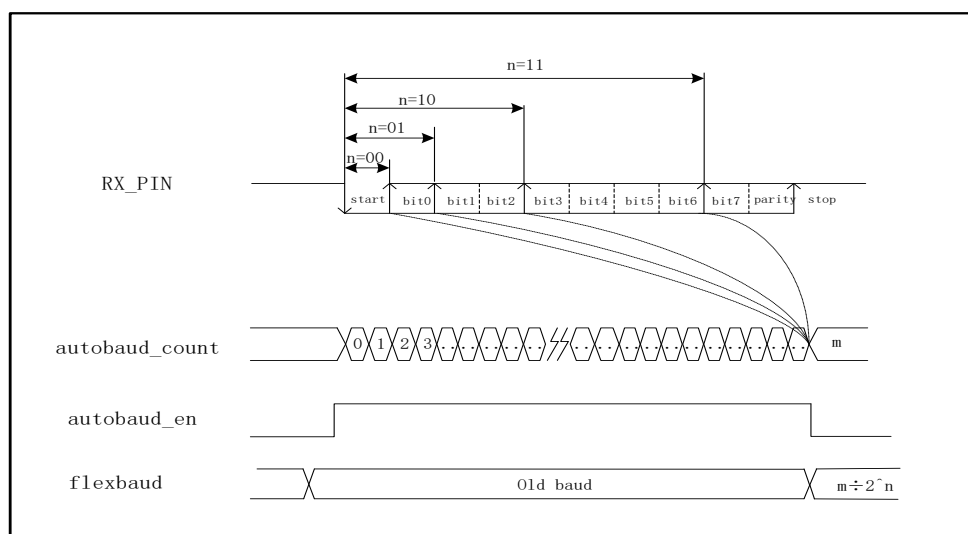 n=11
n=10
n=01
n=00
RX_PIN
start bit0 bit1 bit2 bit3 bit4 bit5 bit6 bit7 parity stop
autobaud_count 0 1 2 3 .. .. .. .. .. .. .. .. .. .. .. .. .. .. .. m
autobaud_en
flexbaud Old baud m÷2^n